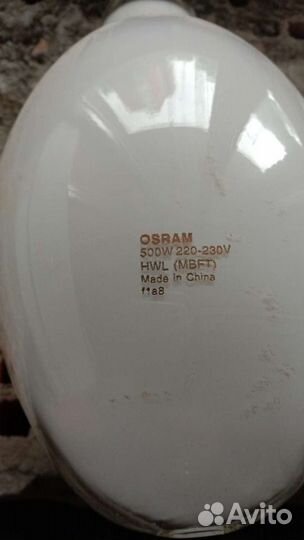 OSRAM
500W 220-230V
HWL (MBFT)
Made in China
f1a8
Avito